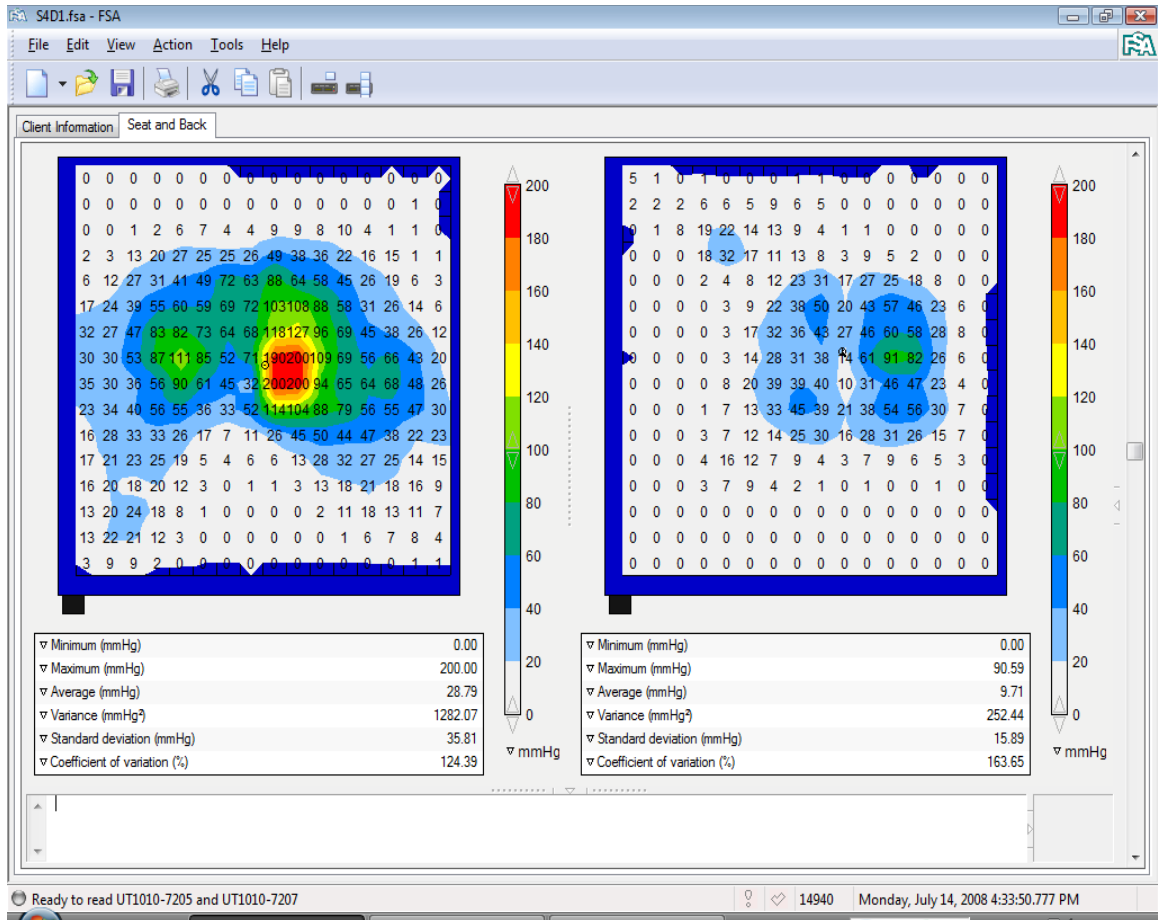 S4D1.fsa - FSA
File Edit View Action Tools Help
FSA
Client Information Seat and Back
0 0 0 0 0 0 0 0 0 0 0 0 0 0 0 0
0 0 0 0 0 0 0 0 0 0 0 0 0 0 1 0
0 0 1 2 6 7 4 4 9 9 8 10 4 1 1 0
2 3 13 20 27 25 25 26 49 38 36 22 16 15 1 1
6 12 27 31 41 49 72 63 88 64 58 45 26 19 6 3
17 24 39 55 60 59 69 72 103 108 88 58 31 26 14 6
32 27 47 83 82 73 64 68 118 127 96 69 45 38 26 12
30 30 53 87 111 85 52 71 190 200 109 69 56 66 43 20
35 30 36 56 90 61 45 32 200 200 94 65 64 68 48 26
23 34 40 56 55 36 33 52 114 104 88 79 56 55 47 30
16 28 33 33 26 17 7 11 26 45 50 44 47 38 22 23
17 21 23 25 19 5 4 6 6 13 28 32 27 25 14 15
16 20 18 20 12 3 0 1 1 3 13 18 21 18 16 9
13 20 24 18 8 1 0 0 0 0 2 11 18 13 11 7
13 22 21 12 3 0 0 0 0 0 0 1 6 7 8 4
3 9 9 2 0 0 0 0 0 0 0 0 0 0 1 1
200
180
160
140
120
100
80
60
40
20
0
mmHg
Minimum (mmHg) 0.00
Maximum (mmHg) 200.00
Average (mmHg) 28.79
Variance (mmHg²) 1282.07
Standard deviation (mmHg) 35.81
Coefficient of variation (%) 124.39
5 1 0 1 0 0 0 1 1 0 0 0 0 0 0 0
2 2 2 6 6 5 9 6 5 0 0 0 0 0 0 0
0 1 8 19 22 14 13 9 4 1 1 0 0 0 0 0
0 0 0 18 32 17 11 13 8 3 9 5 2 0 0 0
0 0 0 2 4 8 12 23 31 17 27 25 18 8 0 0
0 0 0 0 3 9 22 38 50 20 43 57 46 23 6 0
0 0 0 0 3 17 32 36 43 27 46 60 58 28 8 0
0 0 0 0 3 14 28 31 38 14 61 91 82 26 6 0
0 0 0 0 8 20 39 39 40 10 31 46 47 23 4 0
0 0 0 1 7 13 33 45 39 21 38 54 56 30 7 0
0 0 0 3 7 12 14 25 30 16 28 31 26 15 7 0
0 0 0 4 16 12 7 9 4 3 7 9 6 5 3 0
0 0 0 3 7 9 4 2 1 0 1 0 0 1 0 0
0 0 0 0 0 0 0 0 0 0 0 0 0 0 0 0
0 0 0 0 0 0 0 0 0 0 0 0 0 0 0 0
0 0 0 0 0 0 0 0 0 0 0 0 0 0 0 0
200
180
160
140
120
100
80
60
40
20
0
mmHg
Minimum (mmHg) 0.00
Maximum (mmHg) 90.59
Average (mmHg) 9.71
Variance (mmHg²) 252.44
Standard deviation (mmHg) 15.89
Coefficient of variation (%) 163.65
Ready to read UT1010-7205 and UT1010-7207
14940
Monday, July 14, 2008 4:33:50.777 PM